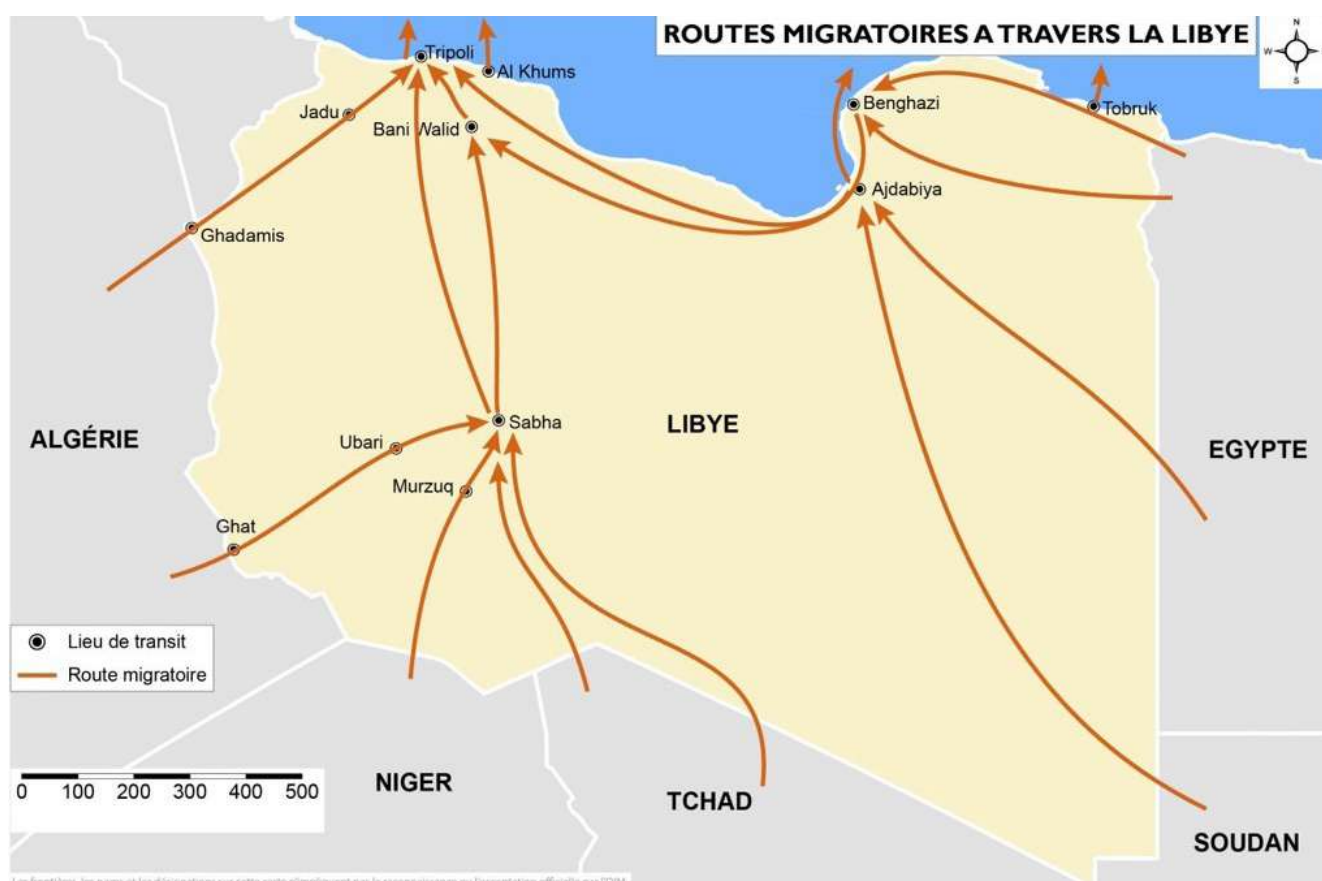 ROUTES MIGRATOIRES A TRAVERS LA LIBYE
N
W
E
S
Tripoli
Al Khums
Jadu
Bani Walid
Benghazi
Tobruk
Ajdabiya
Ghadamis
ALGÉRIE
Sabha
LIBYE
Ubari
EGYPTE
Murzuq
Ghat
Lieu de transit
Route migratoire
0 100 200 300 400 500
NIGER
TCHAD
SOUDAN